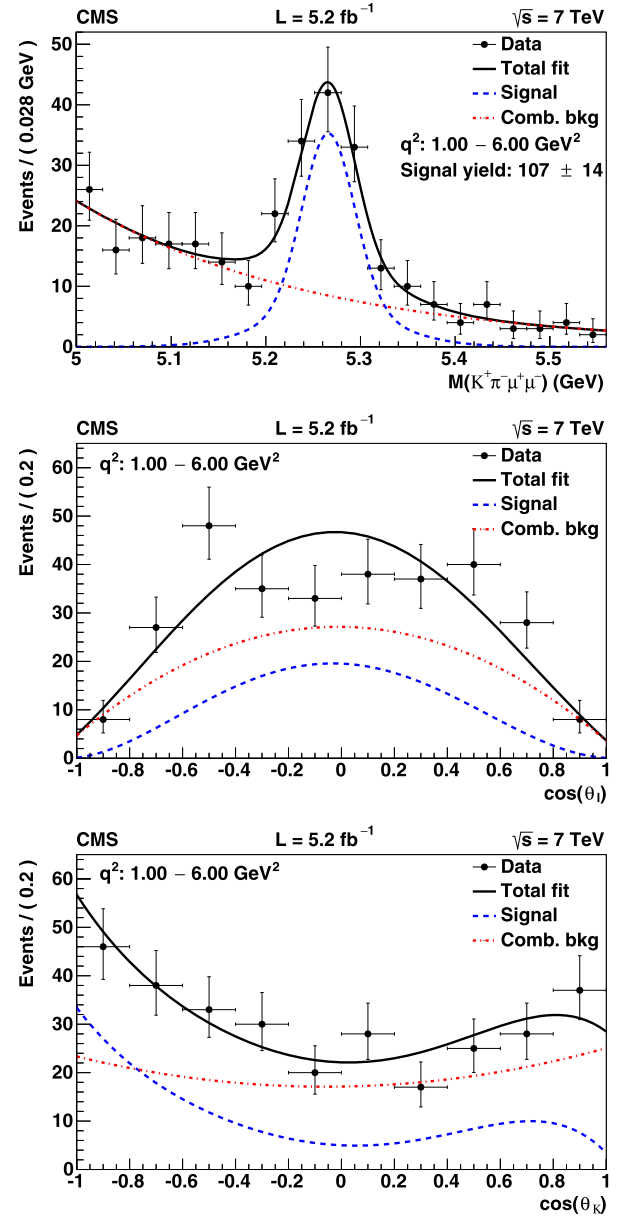 CMS L = 5.2 fb⁻¹ √s = 7 TeV
Events / ( 0.028 GeV )
50
40
30
20
10
0
Data
Total fit
Signal
Comb. bkg
q²: 1.00 − 6.00 GeV²
Signal yield: 107 ± 14
5 5.1 5.2 5.3 5.4 5.5
M(K⁺π⁻μ⁺μ⁻) (GeV)
CMS L = 5.2 fb⁻¹ √s = 7 TeV
Events / ( 0.2 )
60
50
40
30
20
10
0
q²: 1.00 − 6.00 GeV²
Data
Total fit
Signal
Comb. bkg
-1 -0.8 -0.6 -0.4 -0.2 0 0.2 0.4 0.6 0.8 1
cos(θₗ)
CMS L = 5.2 fb⁻¹ √s = 7 TeV
Events / ( 0.2 )
60
50
40
30
20
10
0
q²: 1.00 − 6.00 GeV²
Data
Total fit
Signal
Comb. bkg
-1 -0.8 -0.6 -0.4 -0.2 0 0.2 0.4 0.6 0.8 1
cos(θ_K)